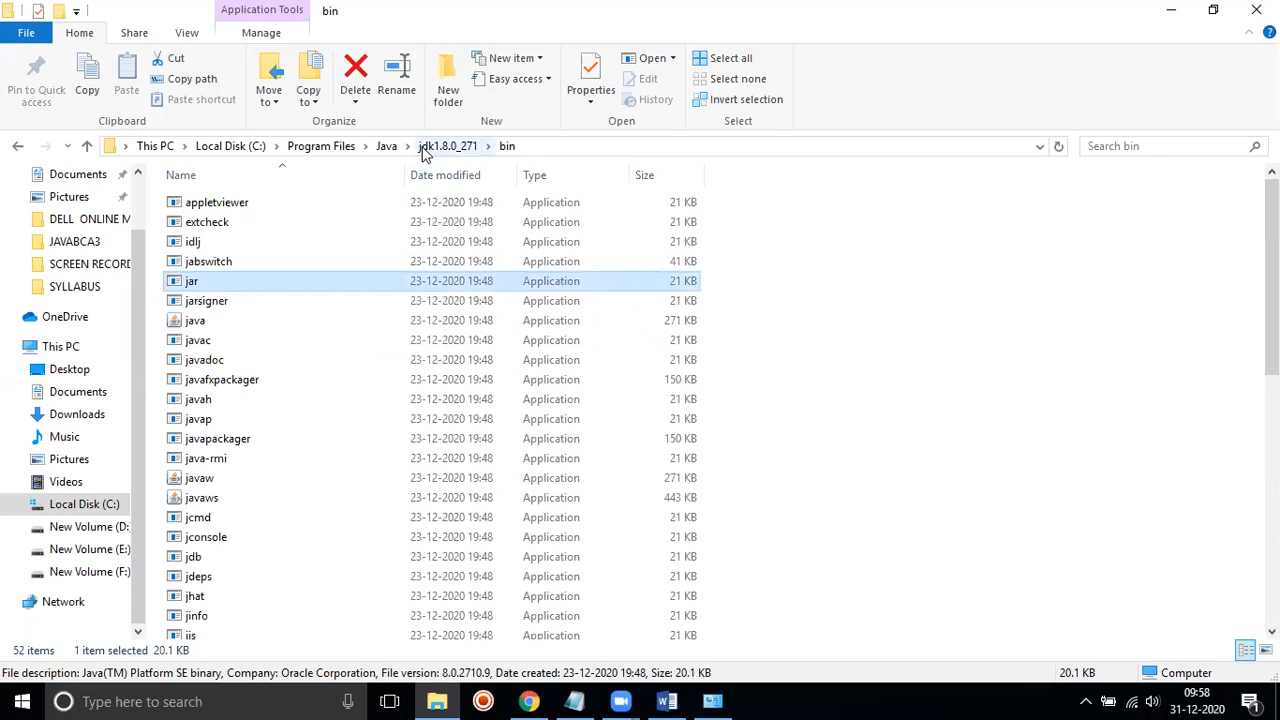 Application Tools bin
File Home Share View Manage
Pin to Quick access
Copy
Paste
Cut
Copy path
Paste shortcut
Clipboard
Move to
Copy to
Delete
Rename
Organize
New folder
New item
Easy access
New
Properties
Open
Edit
History
Open
Select all
Select none
Invert selection
Select
This PC Local Disk (C:) Program Files Java jdk1.8.0_271 bin Search bin
Name Date modified Type Size
Documents
Pictures
DELL ONLINE M
JAVABCA3
SCREEN RECORD
SYLLABUS
OneDrive
This PC
Desktop
Documents
Downloads
Music
Pictures
Videos
Local Disk (C:)
New Volume (D:
New Volume (E:)
New Volume (F:)
Network
appletviewer 23-12-2020 19:48 Application 21 KB
extcheck 23-12-2020 19:48 Application 21 KB
idlj 23-12-2020 19:48 Application 21 KB
jabswitch 23-12-2020 19:48 Application 41 KB
jar 23-12-2020 19:48 Application 21 KB
jarsigner 23-12-2020 19:48 Application 21 KB
java 23-12-2020 19:48 Application 271 KB
javac 23-12-2020 19:48 Application 21 KB
javadoc 23-12-2020 19:48 Application 21 KB
javafxpackager 23-12-2020 19:48 Application 150 KB
javah 23-12-2020 19:48 Application 21 KB
javap 23-12-2020 19:48 Application 21 KB
javapackager 23-12-2020 19:48 Application 150 KB
java-rmi 23-12-2020 19:48 Application 21 KB
javaw 23-12-2020 19:48 Application 271 KB
javaws 23-12-2020 19:48 Application 443 KB
jcmd 23-12-2020 19:48 Application 21 KB
jconsole 23-12-2020 19:48 Application 21 KB
jdb 23-12-2020 19:48 Application 21 KB
jdeps 23-12-2020 19:48 Application 21 KB
jhat 23-12-2020 19:48 Application 21 KB
jinfo 23-12-2020 19:48 Application 21 KB
23-12-2020 19:48 Application 21 KB
52 items 1 item selected 20.1 KB
File description: Java(TM) Platform SE binary, Company: Oracle Corporation, File version: 8.0.2710.9, Date created: 23-12-2020 19:48, Size: 20.1 KB 20.1 KB Computer
Type here to search
09:58
31-12-2020